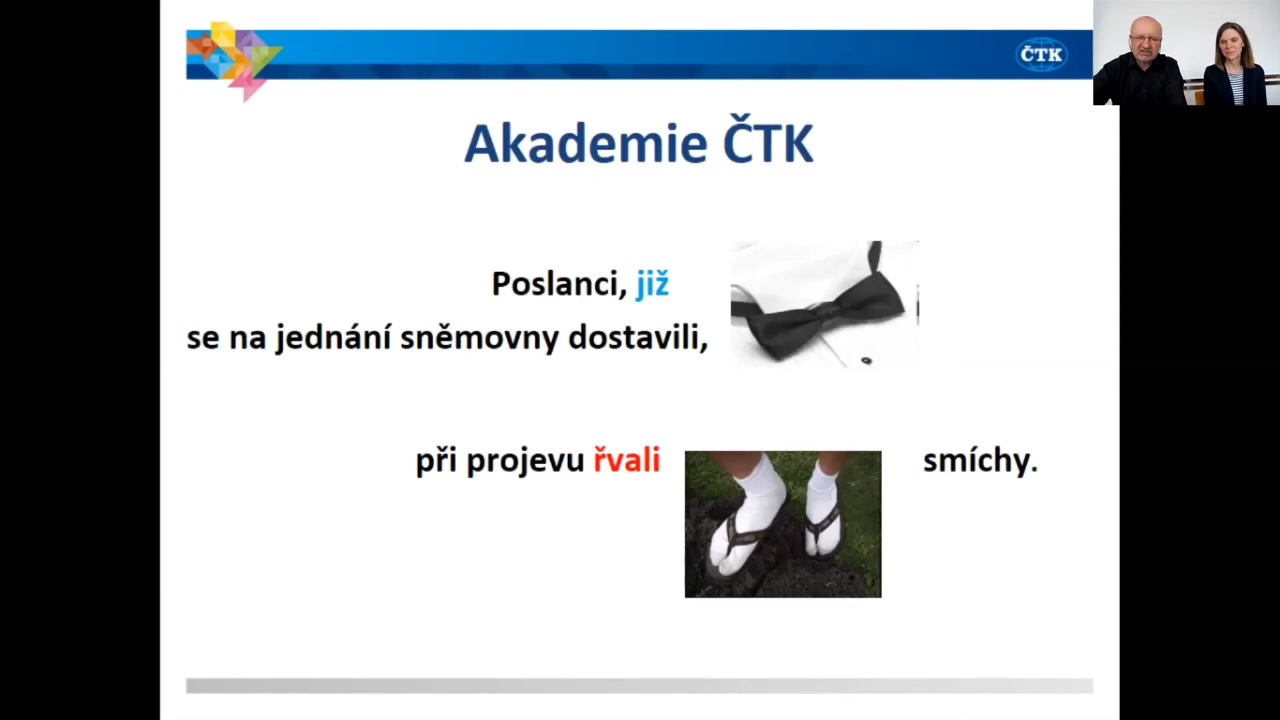 ČTK
Akademie ČTK
Poslanci, již
se na jednání sněmovny dostavili,
při projevu řvali smíchy.